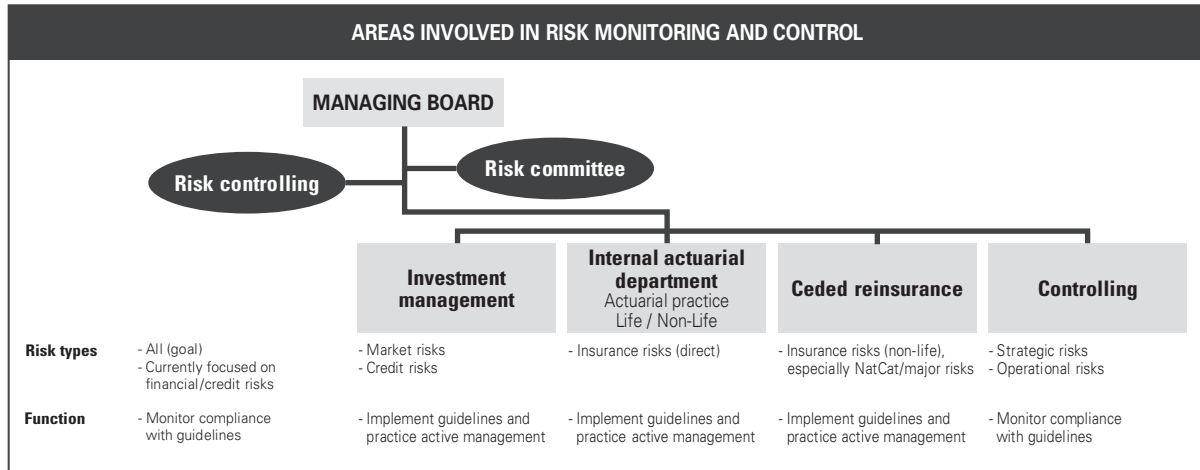 AREAS INVOLVED IN RISK MONITORING AND CONTROL
MANAGING BOARD
Risk controlling
Risk committee
Investment
management
Internal actuarial
department
Actuarial practice
Life / Non-Life
Ceded reinsurance
Controlling
Risk types
- All (goal)
- Currently focused on
financial/credit risks
- Market risks
- Credit risks
- Insurance risks (direct)
- Insurance risks (non-life),
especially NatCat/major risks
- Strategic risks
- Operational risks
Function
- Monitor compliance
with guidelines
- Implement guidelines and
practice active management
- Implement guidelines and
practice active management
- Implement guidelines and
practice active management
- Monitor compliance
with guidelines